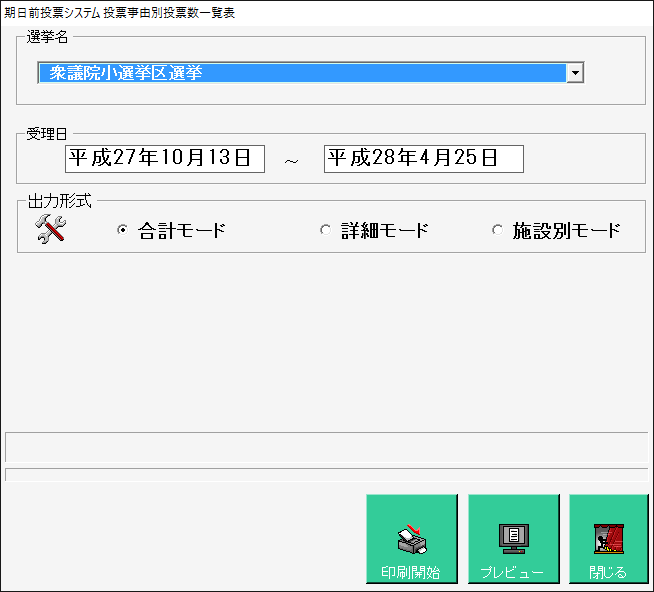 期日前投票システム 投票事由別投票数一覧表
選挙名
衆議院小選挙区選挙
受理日
平成27年10月13日 ～ 平成28年4月25日
出力形式
合計モード 詳細モード 施設別モード
印刷開始 プレビュー 閉じる